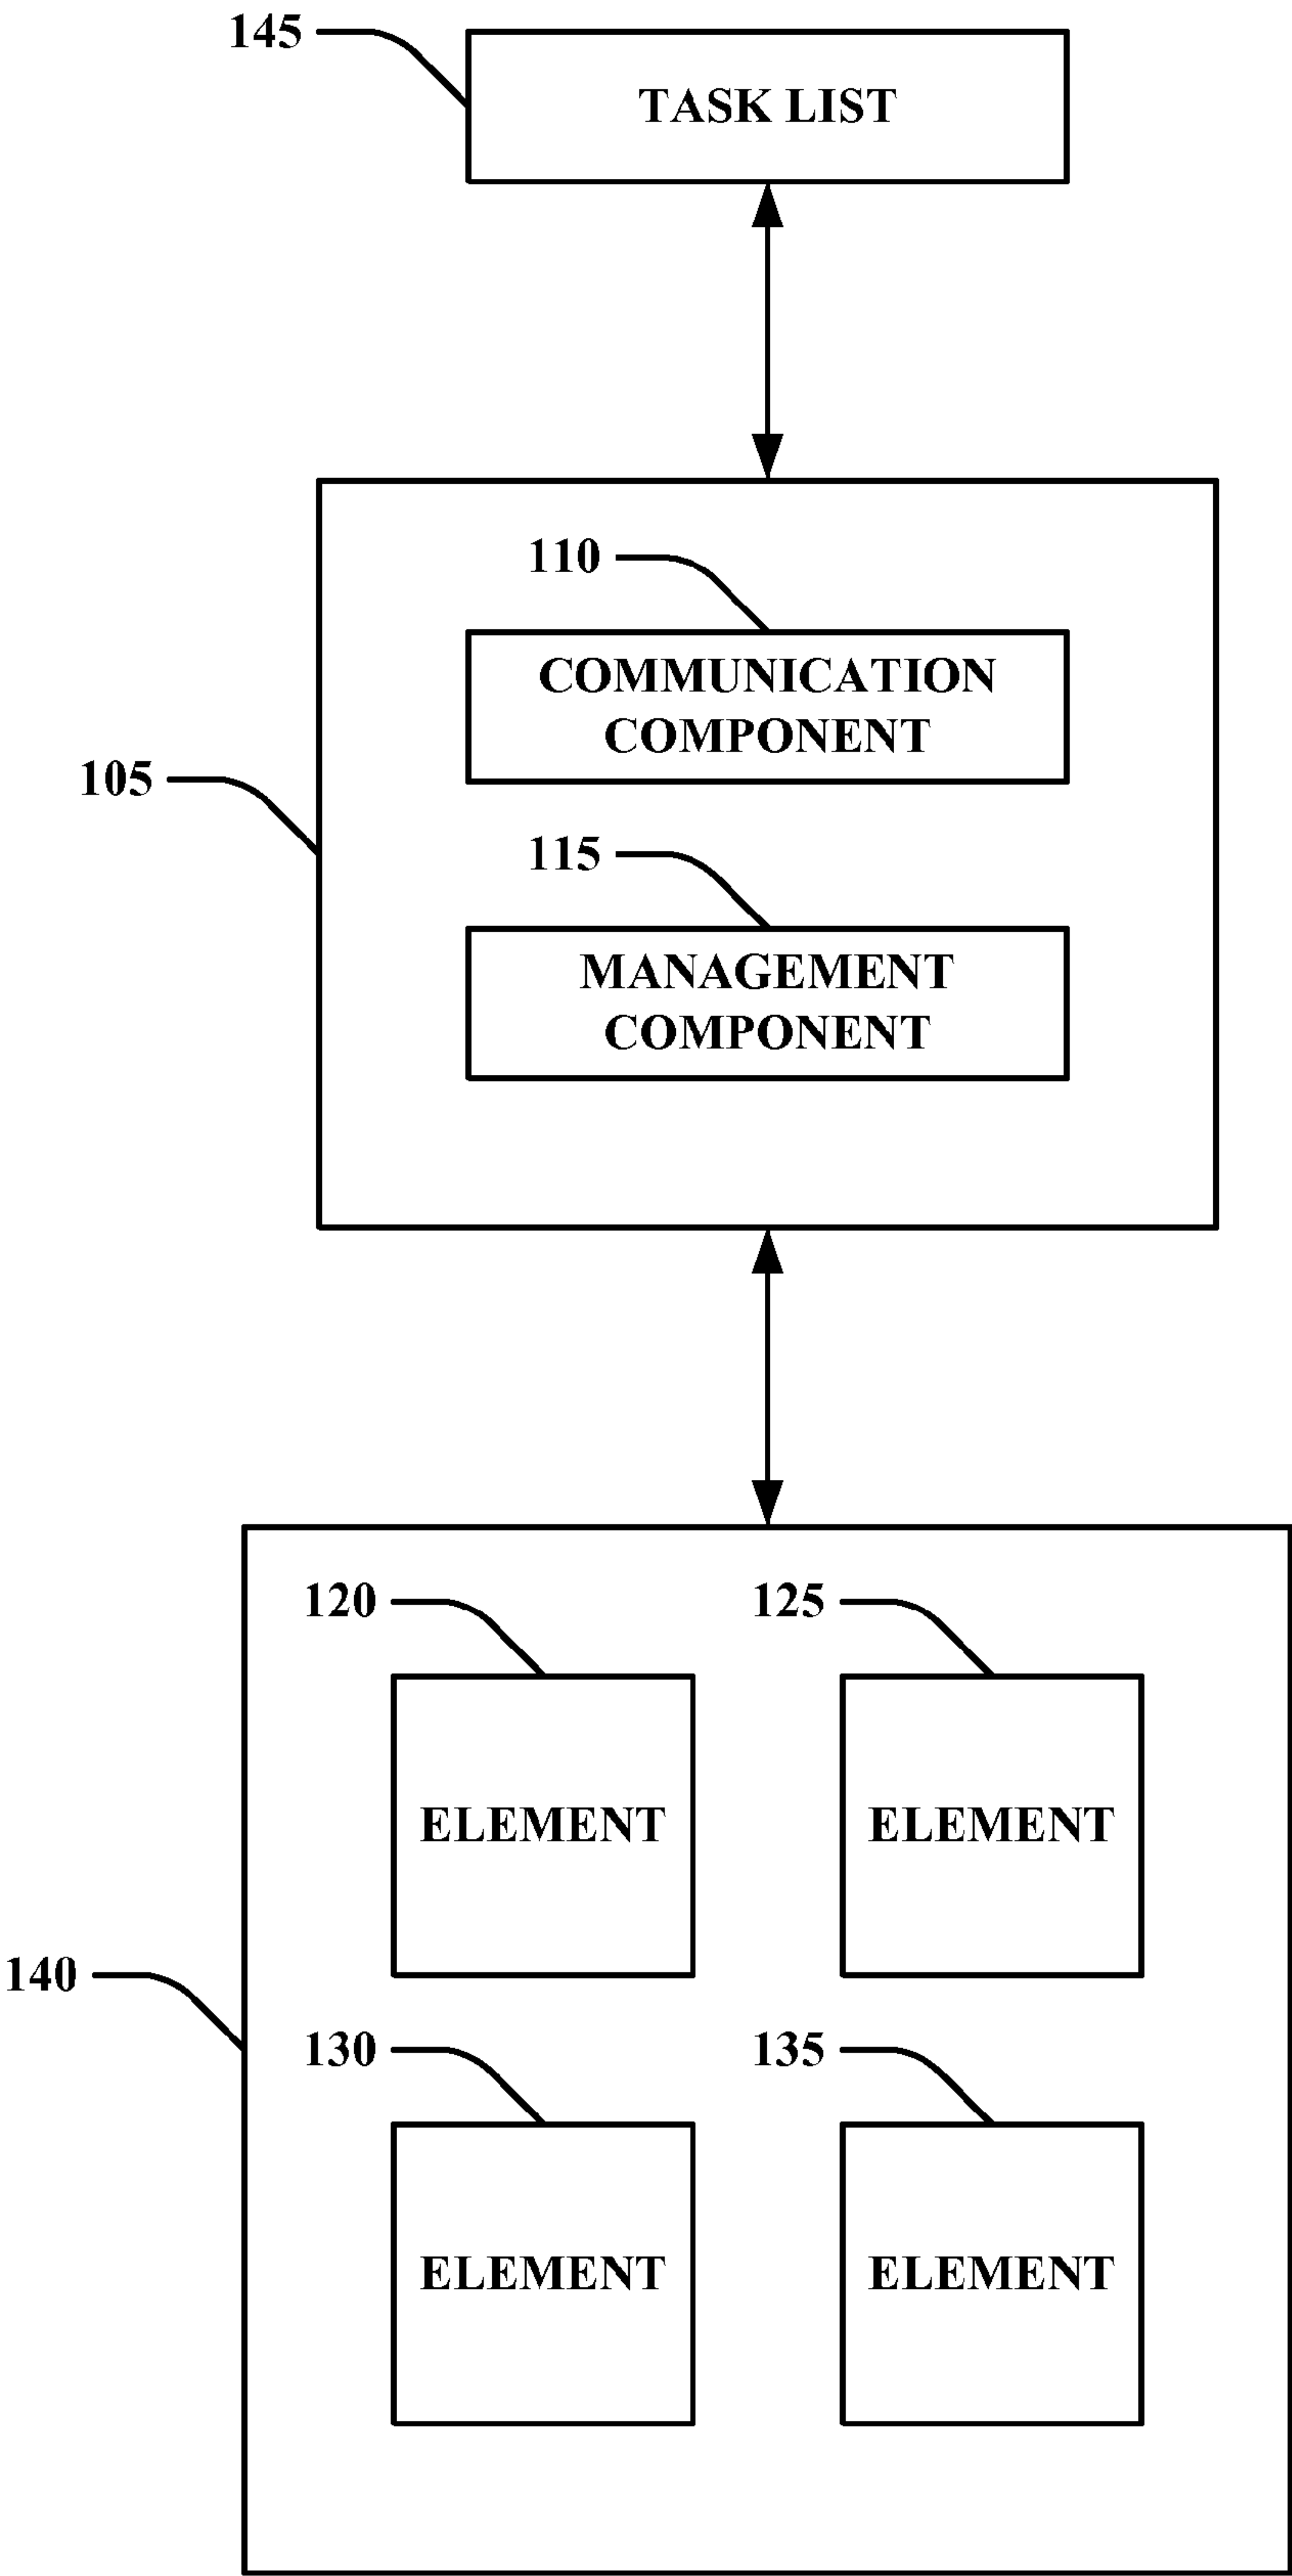 145
TASK LIST
110
COMMUNICATION
COMPONENT
105
115
MANAGEMENT
COMPONENT
120
125
ELEMENT
ELEMENT
140
130
135
ELEMENT
ELEMENT